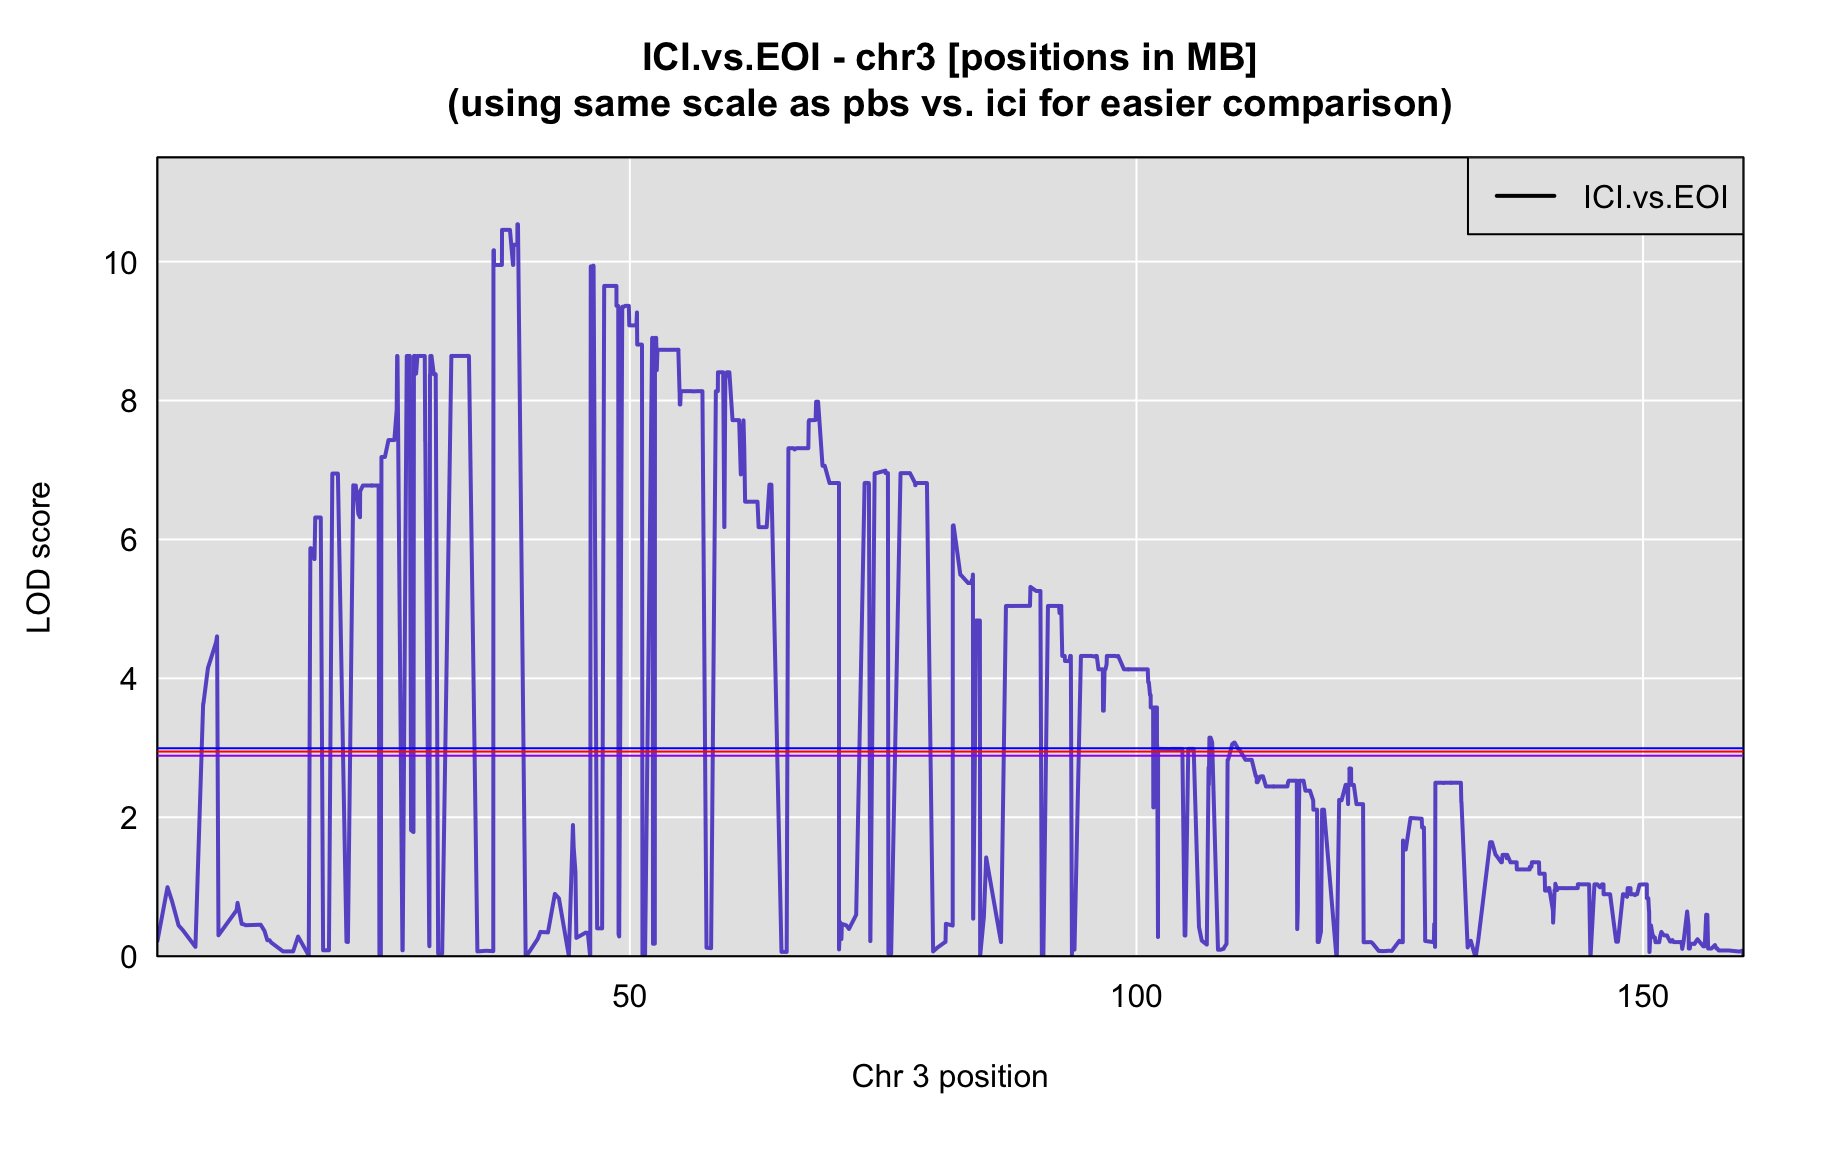 ICI.vs.EOI - chr3 [positions in MB]
(using same scale as pbs vs. ici for easier comparison)
ICI.vs.EOI
10
8
6
4
2
0
LOD score
50
100
150
Chr 3 position